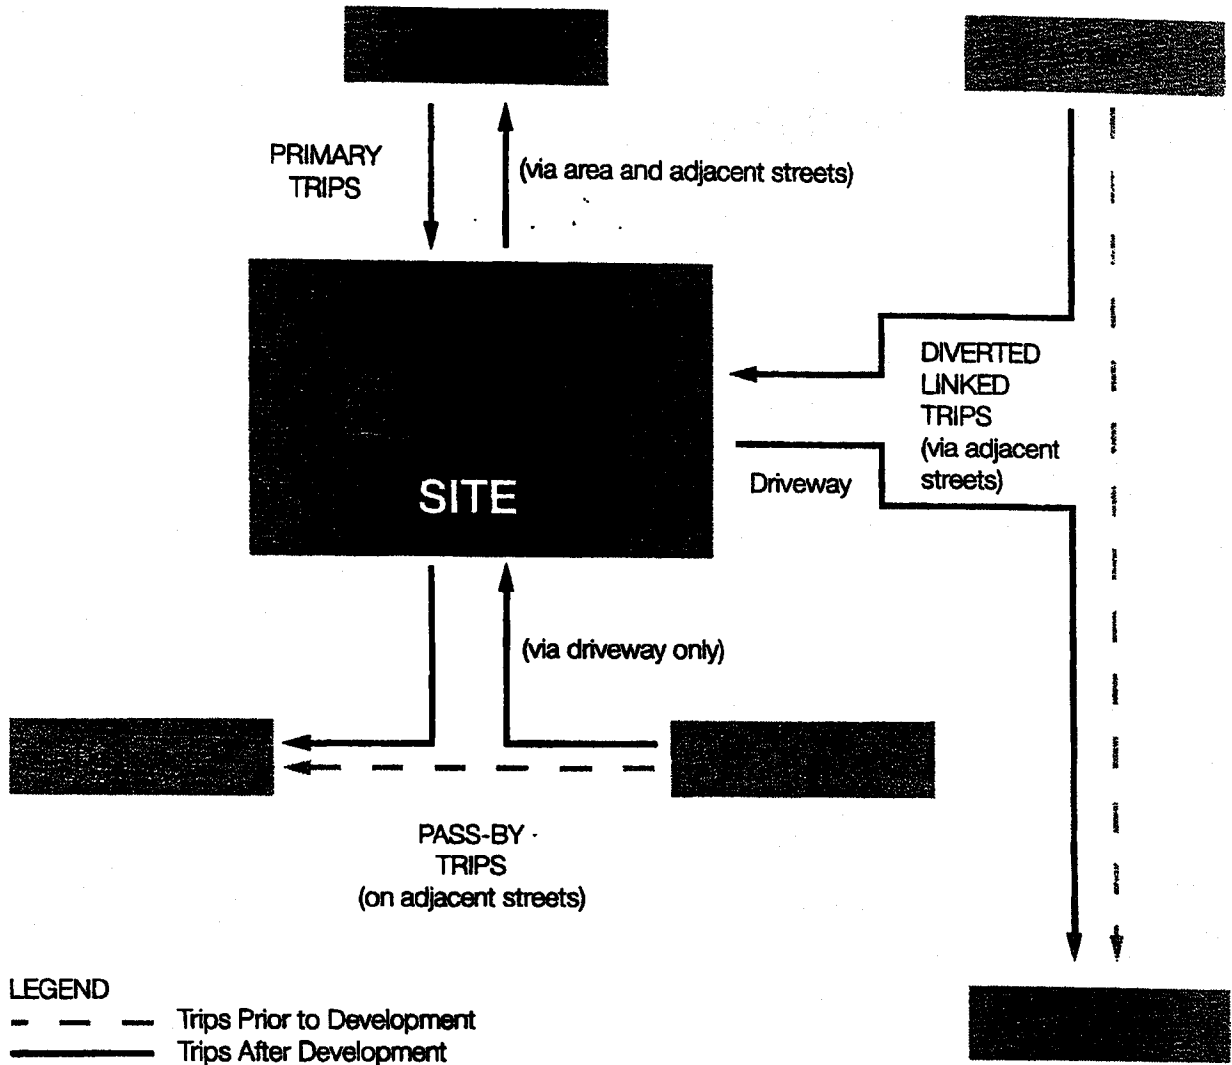 PRIMARY
TRIPS
(via area and adjacent streets)
DIVERTED
LINKED
TRIPS
(via adjacent
streets)
Driveway
SITE
(via driveway only)
PASS-BY
TRIPS
(on adjacent streets)
LEGEND
Trips Prior to Development
Trips After Development